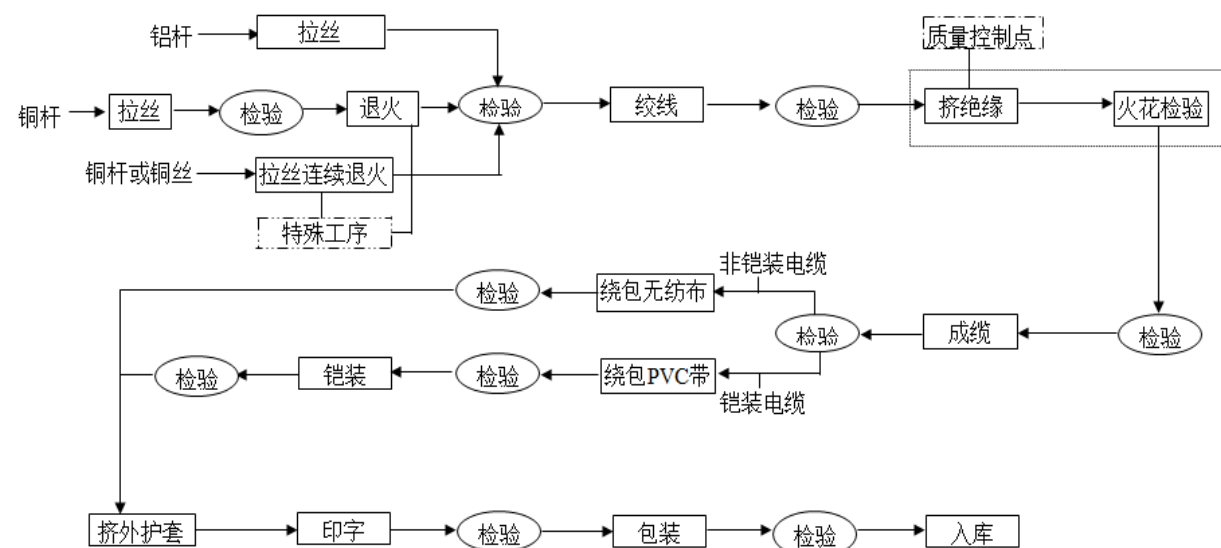 铝杆
拉丝
质量控制点
铜杆
拉丝
检验
退火
检验
绞线
检验
挤绝缘
火花检验
铜杆或铜丝
拉丝连续退火
特殊工序
非铠装电缆
检验
绕包无纺布
检验
成缆
检验
检验
铠装
检验
绕包PVC带
铠装电缆
挤外护套
印字
检验
包装
检验
入库